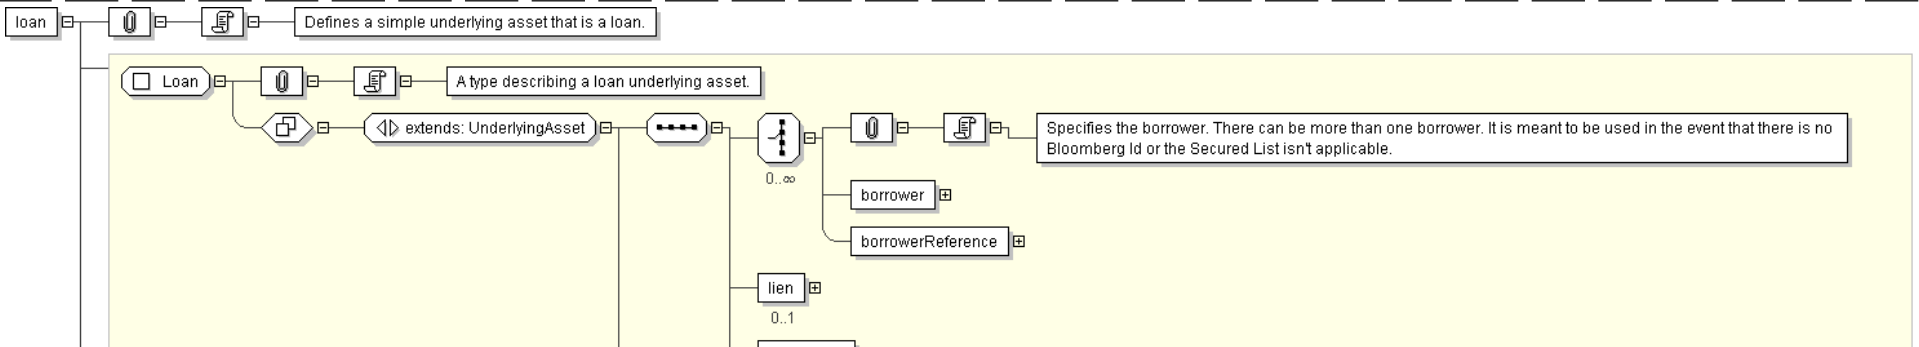 loan
Defines a simple underlying asset that is a loan.
Loan
A type describing a loan underlying asset.
extends: UnderlyingAsset
0..∞
Specifies the borrower. There can be more than one borrower. It is meant to be used in the event that there is no
Bloomberg Id or the Secured List isn't applicable.
borrower
borrowerReference
lien
0..1